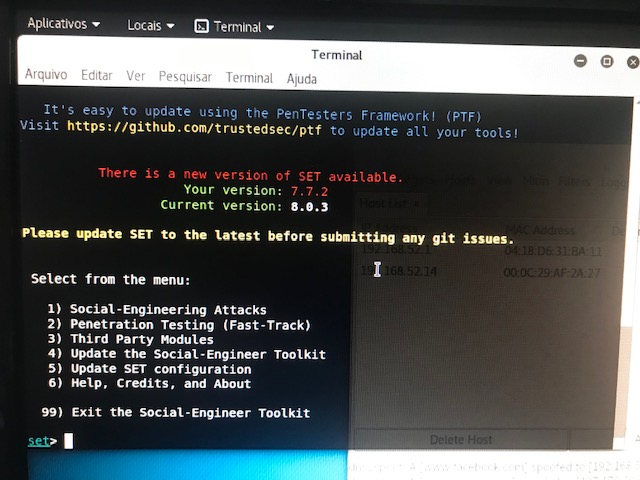 Aplicativos Locais Terminal
Terminal
Arquivo Editar Ver Pesquisar Terminal Ajuda
It's easy to update using the PenTesters Framework! (PTF)
Visit https://github.com/trustedsec/ptf to update all your tools!
There is a new version of SET available.
Your version: 7.7.2
Current version: 8.0.3
Please update SET to the latest before submitting any git issues.
Host List ×
MAC Address
192.168.52.1 04:18:D6:31:BA:11
192.168.52.14 00:0C:29:AF:2A:27
Select from the menu:
1) Social-Engineering Attacks
2) Penetration Testing (Fast-Track)
3) Third Party Modules
4) Update the Social-Engineer Toolkit
5) Update SET configuration
6) Help, Credits, and About
99) Exit the Social-Engineer Toolkit
set>
Delete Host
A [www.facebook.com] spoofed to [192.168.